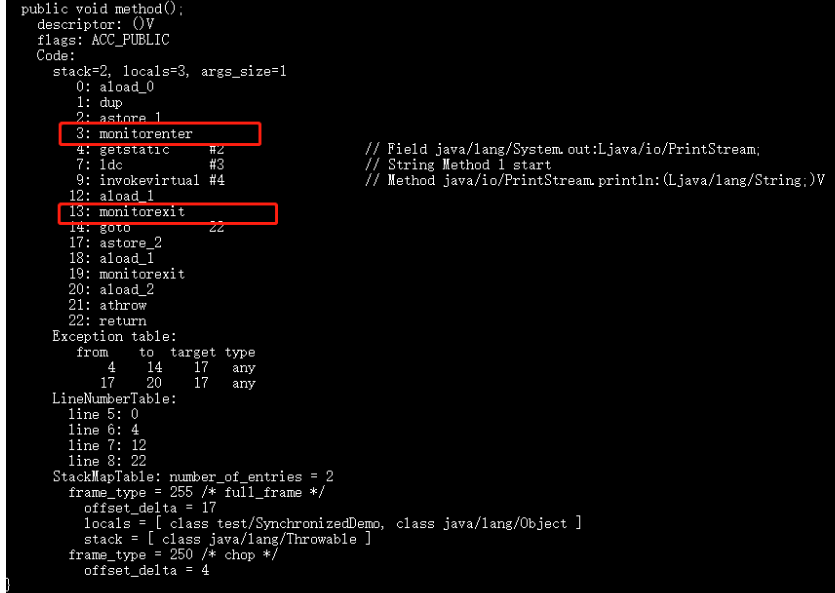 public void method();
descriptor: ()V
flags: ACC_PUBLIC
Code:
stack=2, locals=3, args_size=1
0: aload_0
1: dup
2: astore_1
3: monitorenter
4: getstatic #2 // Field java/lang/System.out:Ljava/io/PrintStream;
7: ldc #3 // String Method 1 start
9: invokevirtual #4 // Method java/io/PrintStream.println:(Ljava/lang/String;)V
12: aload_1
13: monitorexit
14: goto 22
17: astore_2
18: aload_1
19: monitorexit
20: aload_2
21: athrow
22: return
Exception table:
from to target type
4 14 17 any
17 20 17 any
LineNumberTable:
line 5: 0
line 6: 4
line 7: 12
line 8: 22
StackMapTable: number_of_entries = 2
frame_type = 255 /* full_frame */
offset_delta = 17
locals = [ class test/SynchronizedDemo, class java/lang/Object ]
stack = [ class java/lang/Throwable ]
frame_type = 250 /* chop */
offset_delta = 4
}